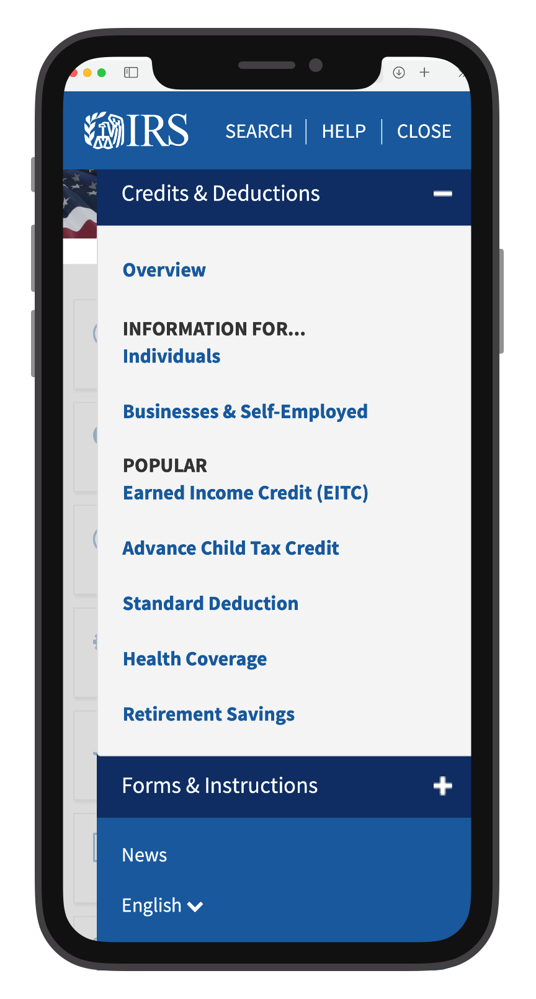 IRS
SEARCH
HELP
CLOSE
Credits & Deductions
Overview
INFORMATION FOR...
Individuals
Businesses & Self-Employed
POPULAR
Earned Income Credit (EITC)
Advance Child Tax Credit
Standard Deduction
Health Coverage
Retirement Savings
Forms & Instructions
News
English